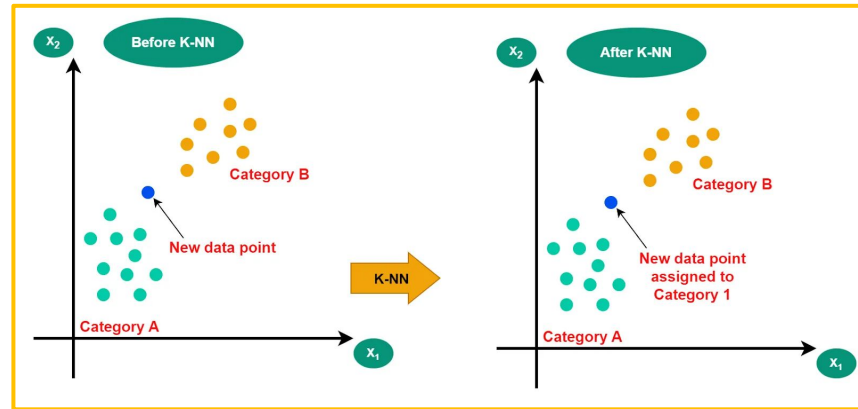 X₂
Before K-NN
Category B
New data point
Category A
X₁
K-NN
X₂
After K-NN
Category B
New data point
assigned to
Category 1
Category A
X₁